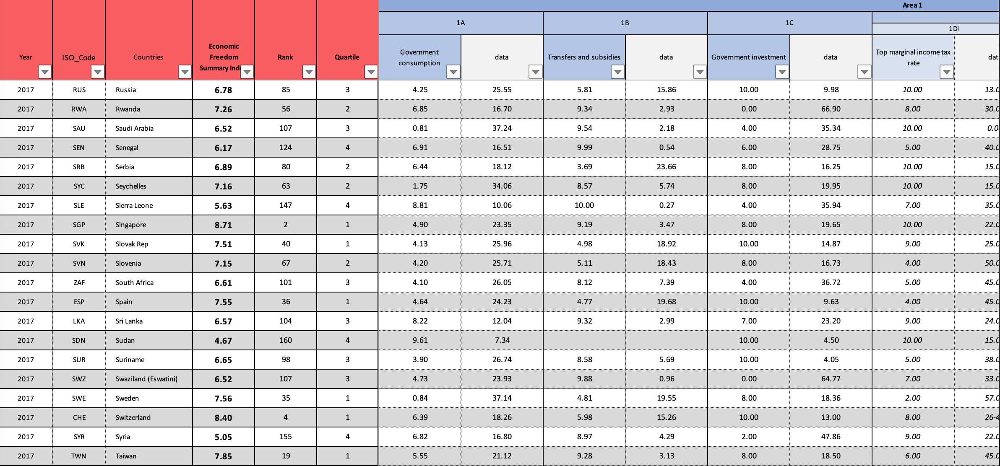 Area 1
1A 1B 1C
1Di
Year ISO_Code Countries Economic Freedom Summary Ind Rank Quartile Government consumption data Transfers and subsidies data Government investment data Top marginal income tax rate dat
2017 RUS Russia 6.78 85 3 4.25 25.55 5.81 15.86 10.00 9.98 10.00 13.0
2017 RWA Rwanda 7.26 56 2 6.85 16.70 9.34 2.93 0.00 66.90 8.00 30.0
2017 SAU Saudi Arabia 6.52 107 3 0.81 37.24 9.54 2.18 4.00 35.34 10.00 0.0
2017 SEN Senegal 6.17 124 4 6.91 16.51 9.99 0.54 6.00 28.75 5.00 40.0
2017 SRB Serbia 6.89 80 2 6.44 18.12 3.69 23.66 8.00 16.25 10.00 15.0
2017 SYC Seychelles 7.16 63 2 1.75 34.06 8.57 5.74 8.00 19.95 10.00 15.0
2017 SLE Sierra Leone 5.63 147 4 8.81 10.06 10.00 0.27 4.00 35.94 7.00 35.0
2017 SGP Singapore 8.71 2 1 4.90 23.35 9.19 3.47 8.00 19.65 10.00 22.0
2017 SVK Slovak Rep 7.51 40 1 4.13 25.96 4.98 18.92 10.00 14.87 9.00 25.0
2017 SVN Slovenia 7.15 67 2 4.20 25.71 5.11 18.43 8.00 16.73 4.00 50.0
2017 ZAF South Africa 6.61 101 3 4.10 26.05 8.12 7.39 4.00 36.72 5.00 45.0
2017 ESP Spain 7.55 36 1 4.64 24.23 4.77 19.68 10.00 9.63 4.00 45.0
2017 LKA Sri Lanka 6.57 104 3 8.22 12.04 9.32 2.99 7.00 23.20 9.00 24.0
2017 SDN Sudan 4.67 160 4 9.61 7.34 10.00 4.50 10.00 15.0
2017 SUR Suriname 6.65 98 3 3.90 26.74 8.58 5.69 10.00 4.05 5.00 38.0
2017 SWZ Swaziland (Eswatini) 6.52 107 3 4.73 23.93 9.88 0.96 0.00 64.77 7.00 33.0
2017 SWE Sweden 7.56 35 1 0.84 37.14 4.81 19.55 8.00 18.36 2.00 57.0
2017 CHE Switzerland 8.40 4 1 6.39 18.26 5.98 15.26 10.00 13.00 8.00 26-4
2017 SYR Syria 5.05 155 4 6.82 16.80 8.97 4.29 2.00 47.86 9.00 22.0
2017 TWN Taiwan 7.85 19 1 5.55 21.12 9.28 3.13 8.00 18.50 6.00 45.0